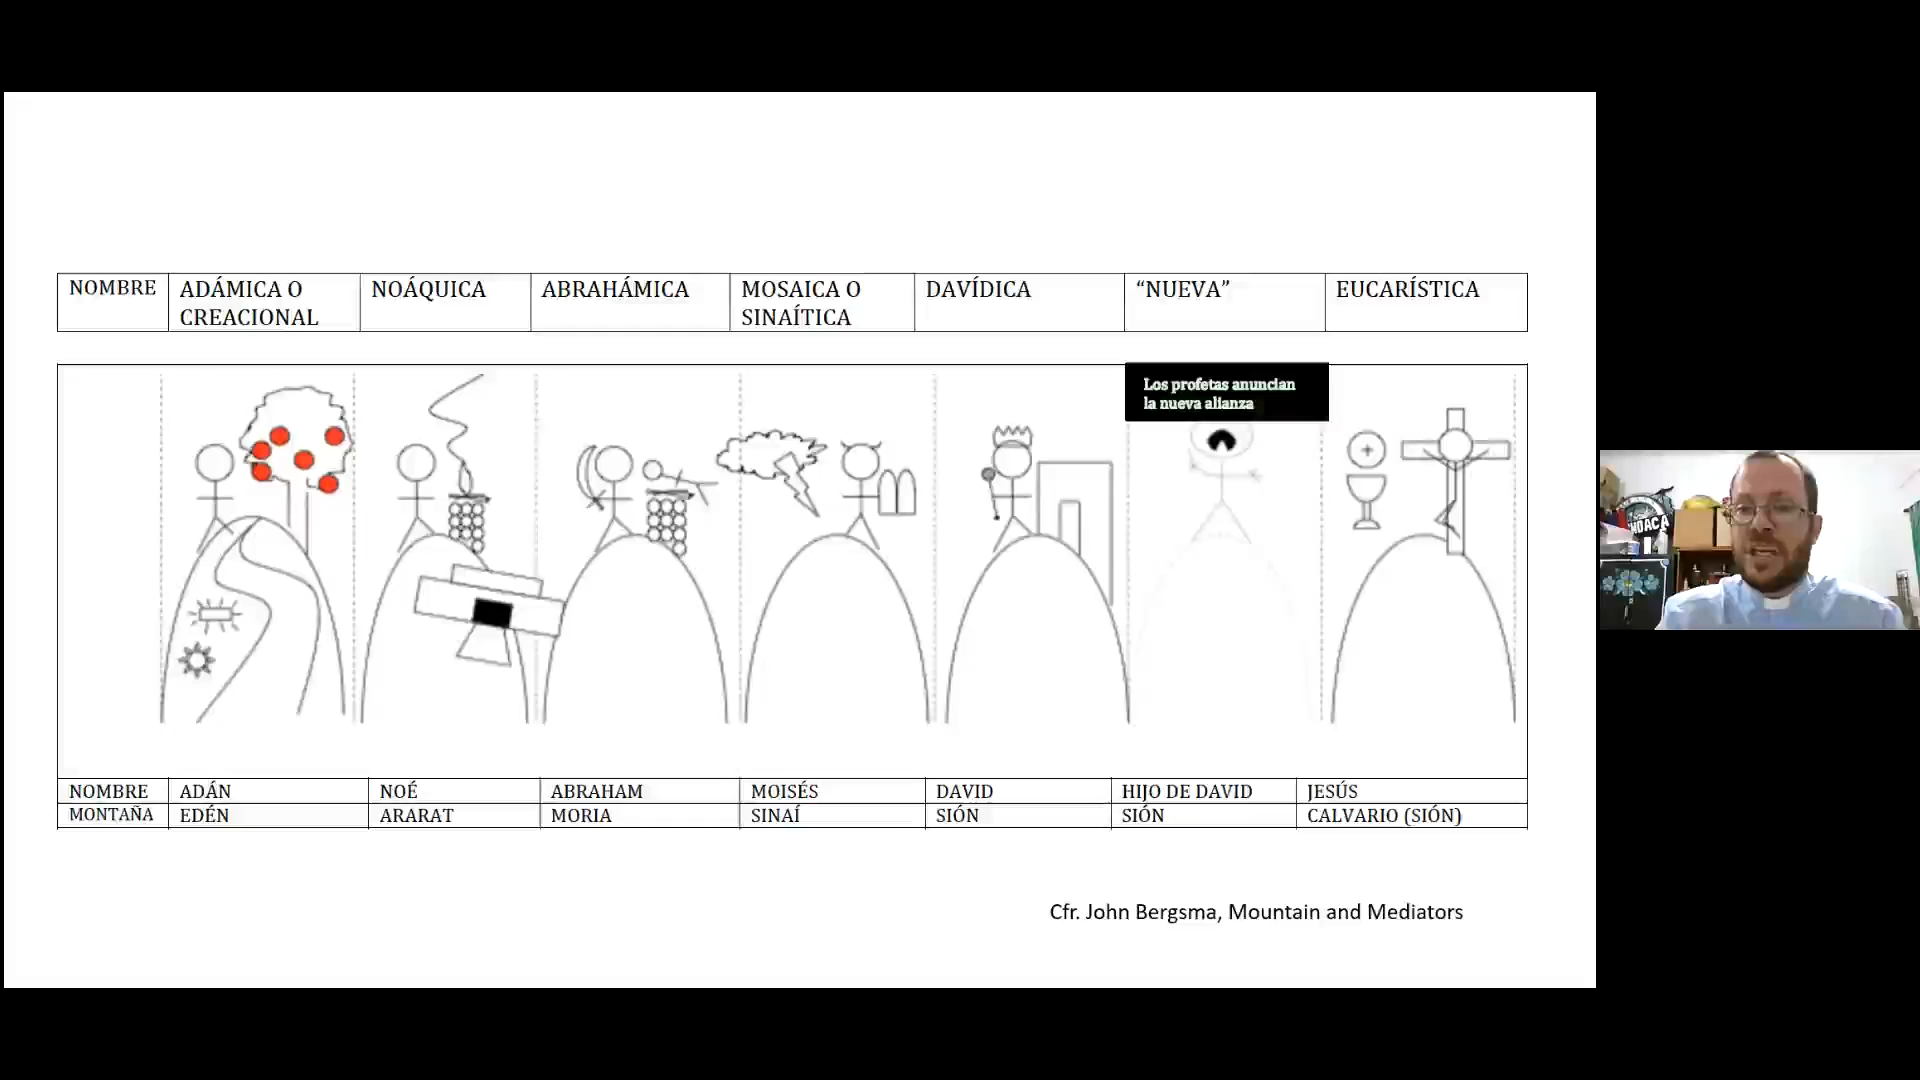 NOMBRE ADÁMICA O NOÁQUICA ABRAHÁMICA MOSAICA O DAVÍDICA “NUEVA” EUCARÍSTICA
CREACIONAL SINAÍTICA
Los profetas anuncian
la nueva alianza
NOMBRE ADÁN NOÉ ABRAHAM MOISÉS DAVID HIJO DE DAVID JESÚS
MONTAÑA EDÉN ARARAT MORIA SINAÍ SIÓN SIÓN CALVARIO (SIÓN)
Cfr. John Bergsma, Mountain and Mediators